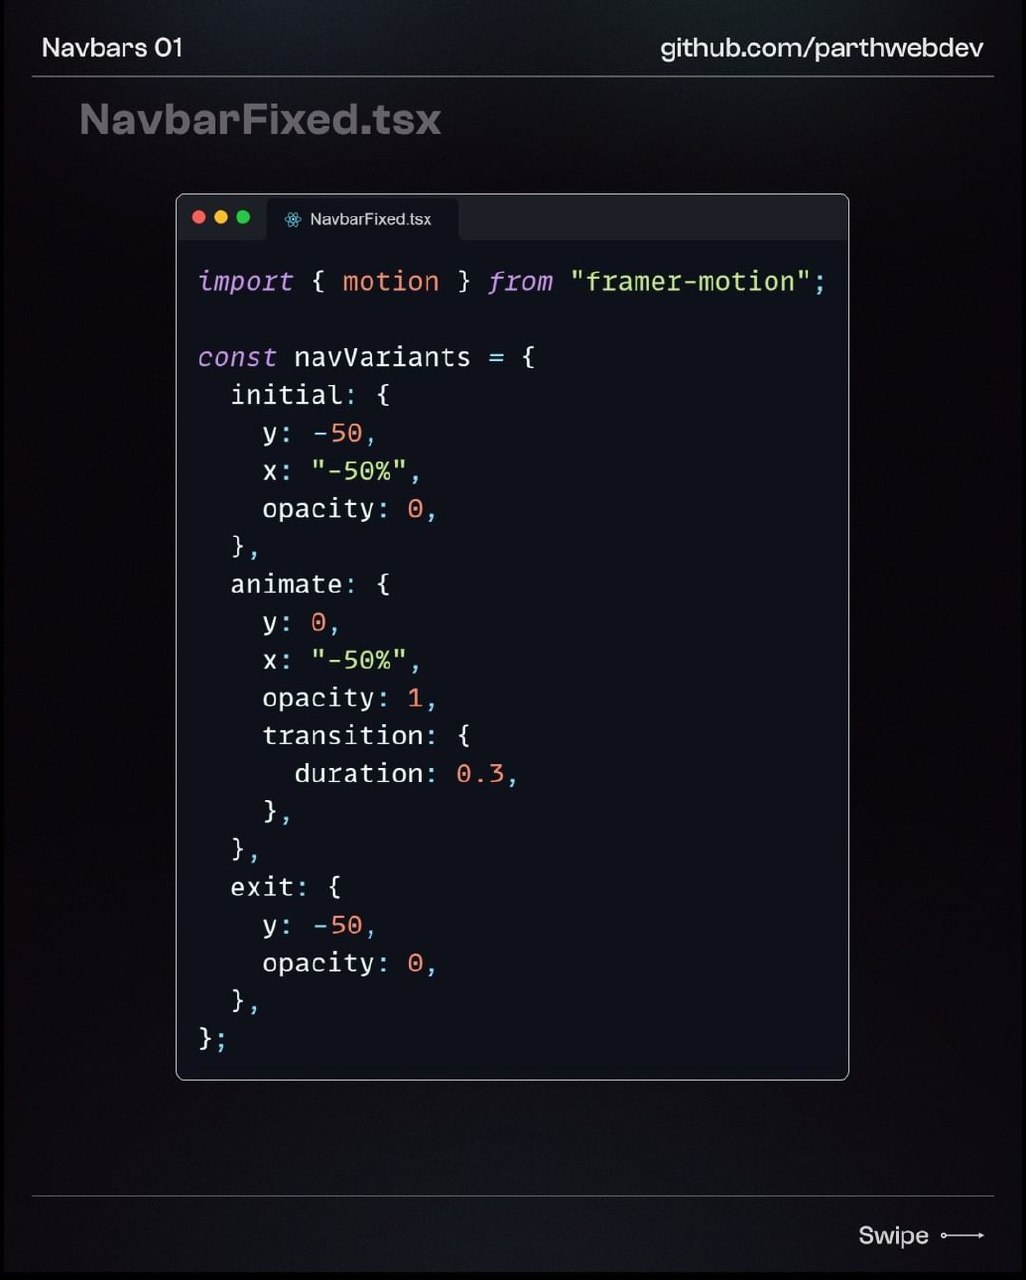 Navbars 01
github.com/parthwebdev
NavbarFixed.tsx
NavbarFixed.tsx
import { motion } from "framer-motion";
const navVariants = {
  initial: {
    y: -50,
    x: "-50%",
    opacity: 0,
  },
  animate: {
    y: 0,
    x: "-50%",
    opacity: 1,
    transition: {
      duration: 0.3,
    },
  },
  exit: {
    y: -50,
    opacity: 0,
  },
};
Swipe